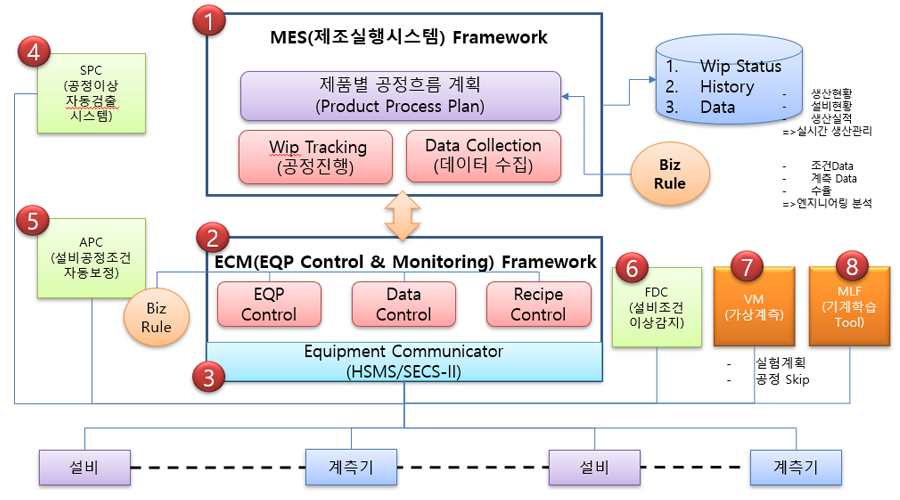 1
MES(제조실행시스템) Framework
제품별 공정흐름 계획
(Product Process Plan)
Wip Tracking
(공정진행)
Data Collection
(데이터 수집)
1. Wip Status
2. History
3. Data
- 생산현황
- 설비현황
- 생산실적
=>실시간 생산관리
- 조건Data
- 계측 Data
- 수율
=>엔지니어링 분석
Biz
Rule
4
SPC
(공정이상
자동검출
시스템)
5
APC
(설비공정조건
자동보정)
Biz
Rule
2
ECM(EQP Control & Monitoring) Framework
EQP
Control
Data
Control
Recipe
Control
3
Equipment Communicator
(HSMS/SECS-II)
6
FDC
(설비조건
이상감지)
7
VM
(가상계측)
- 실험계획
- 공정 Skip
8
MLF
(기계학습
Tool)
설비
계측기
설비
계측기